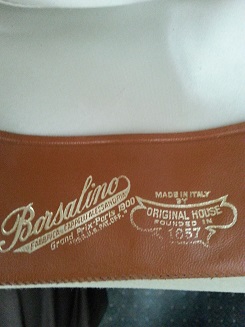 Borsalino
Grand Prix Paris 1900
MADE IN ITALY
BY
ORIGINAL HOUSE
FOUNDED IN
1857